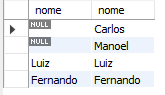 nome nome
NULL Carlos
NULL Manoel
Luiz Luiz
Fernando Fernando